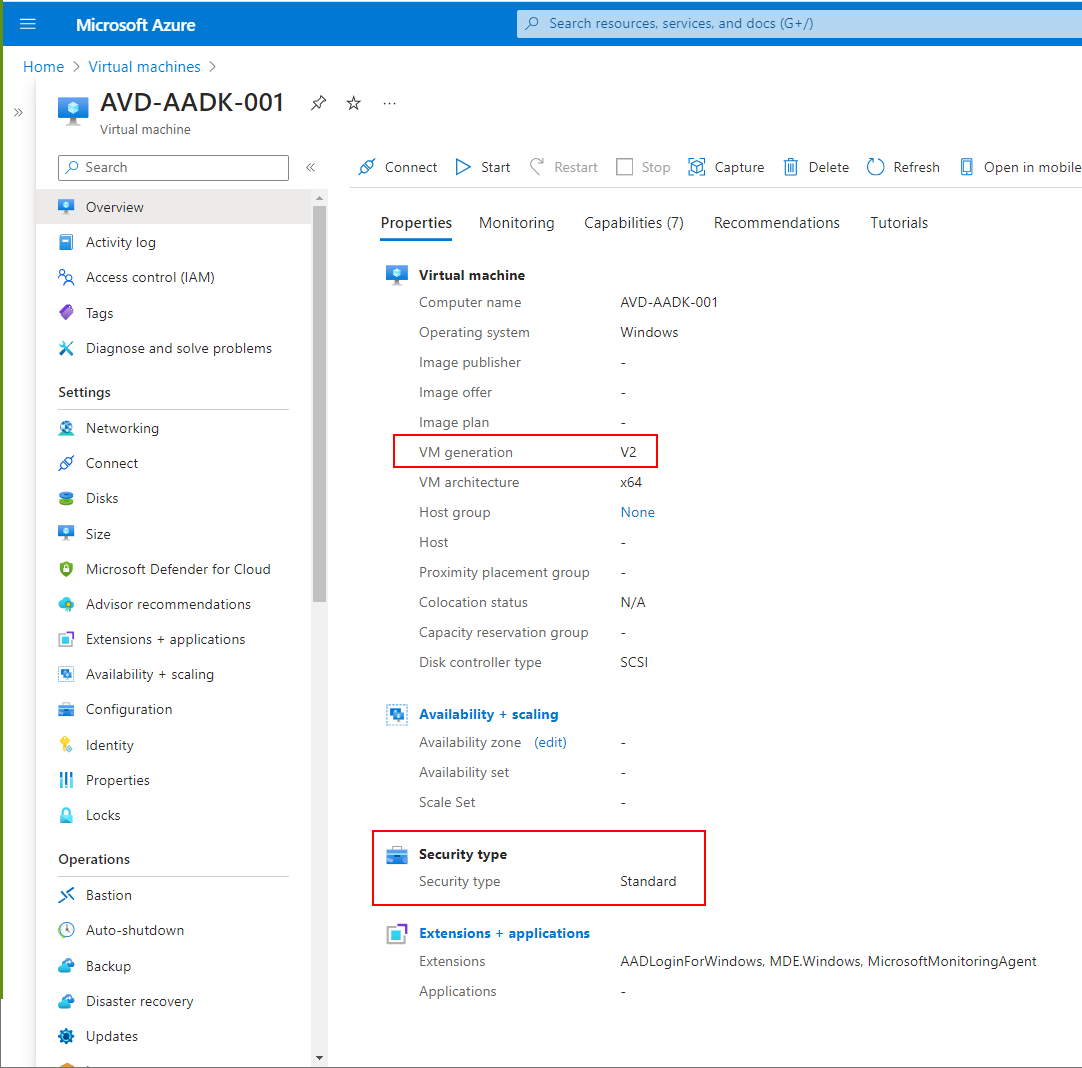 Microsoft Azure
Search resources, services, and docs (G+/)
Home > Virtual machines >
AVD-AADK-001 ...
Virtual machine
Search
Overview
Activity log
Access control (IAM)
Tags
Diagnose and solve problems
Settings
Networking
Connect
Disks
Size
Microsoft Defender for Cloud
Advisor recommendations
Extensions + applications
Availability + scaling
Configuration
Identity
Properties
Locks
Operations
Bastion
Auto-shutdown
Backup
Disaster recovery
Updates
Connect Start Restart Stop Capture Delete Refresh Open in mobile
Properties Monitoring Capabilities (7) Recommendations Tutorials
Virtual machine
Computer name AVD-AADK-001
Operating system Windows
Image publisher -
Image offer -
Image plan -
VM generation V2
VM architecture x64
Host group None
Host -
Proximity placement group -
Colocation status N/A
Capacity reservation group -
Disk controller type SCSI
Availability + scaling
Availability zone (edit) -
Availability set -
Scale Set -
Security type
Security type Standard
Extensions + applications
Extensions AADLoginForWindows, MDE.Windows, MicrosoftMonitoringAgent
Applications -